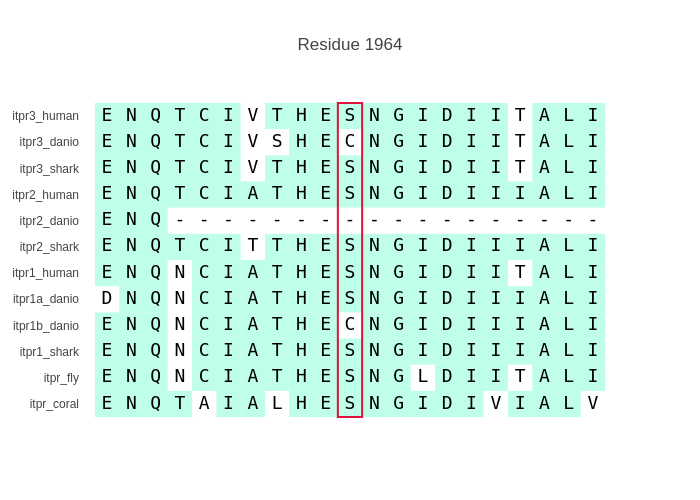 Residue 1964
itpr3_human E N Q T C I V T H E S N G I D I I T A L I
itpr3_danio E N Q T C I V S H E C N G I D I I T A L I
itpr3_shark E N Q T C I V T H E S N G I D I I T A L I
itpr2_human E N Q T C I A T H E S N G I D I I I A L I
itpr2_danio E N Q - - - - - - - - - - - - - - - - - -
itpr2_shark E N Q T C I T T H E S N G I D I I I A L I
itpr1_human E N Q N C I A T H E S N G I D I I T A L I
itpr1a_danio D N Q N C I A T H E S N G I D I I I A L I
itpr1b_danio E N Q N C I A T H E C N G I D I I I A L I
itpr1_shark E N Q N C I A T H E S N G I D I I I A L I
itpr_fly E N Q N C I A T H E S N G L D I I T A L I
itpr_coral E N Q T A I A L H E S N G I D I V I A L V